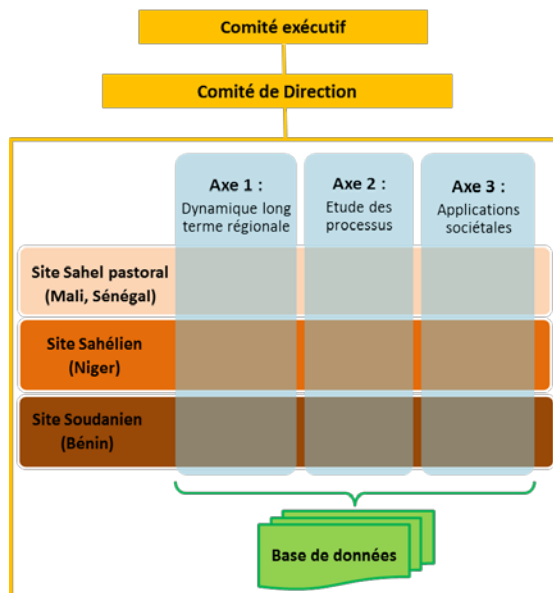 Comité exécutif
Comité de Direction
Axe 1 :
Dynamique long
terme régionale
Axe 2 :
Etude des
processus
Axe 3 :
Applications
sociétales
Site Sahel pastoral
(Mali, Sénégal)
Site Sahélien
(Niger)
Site Soudanien
(Bénin)
Base de données